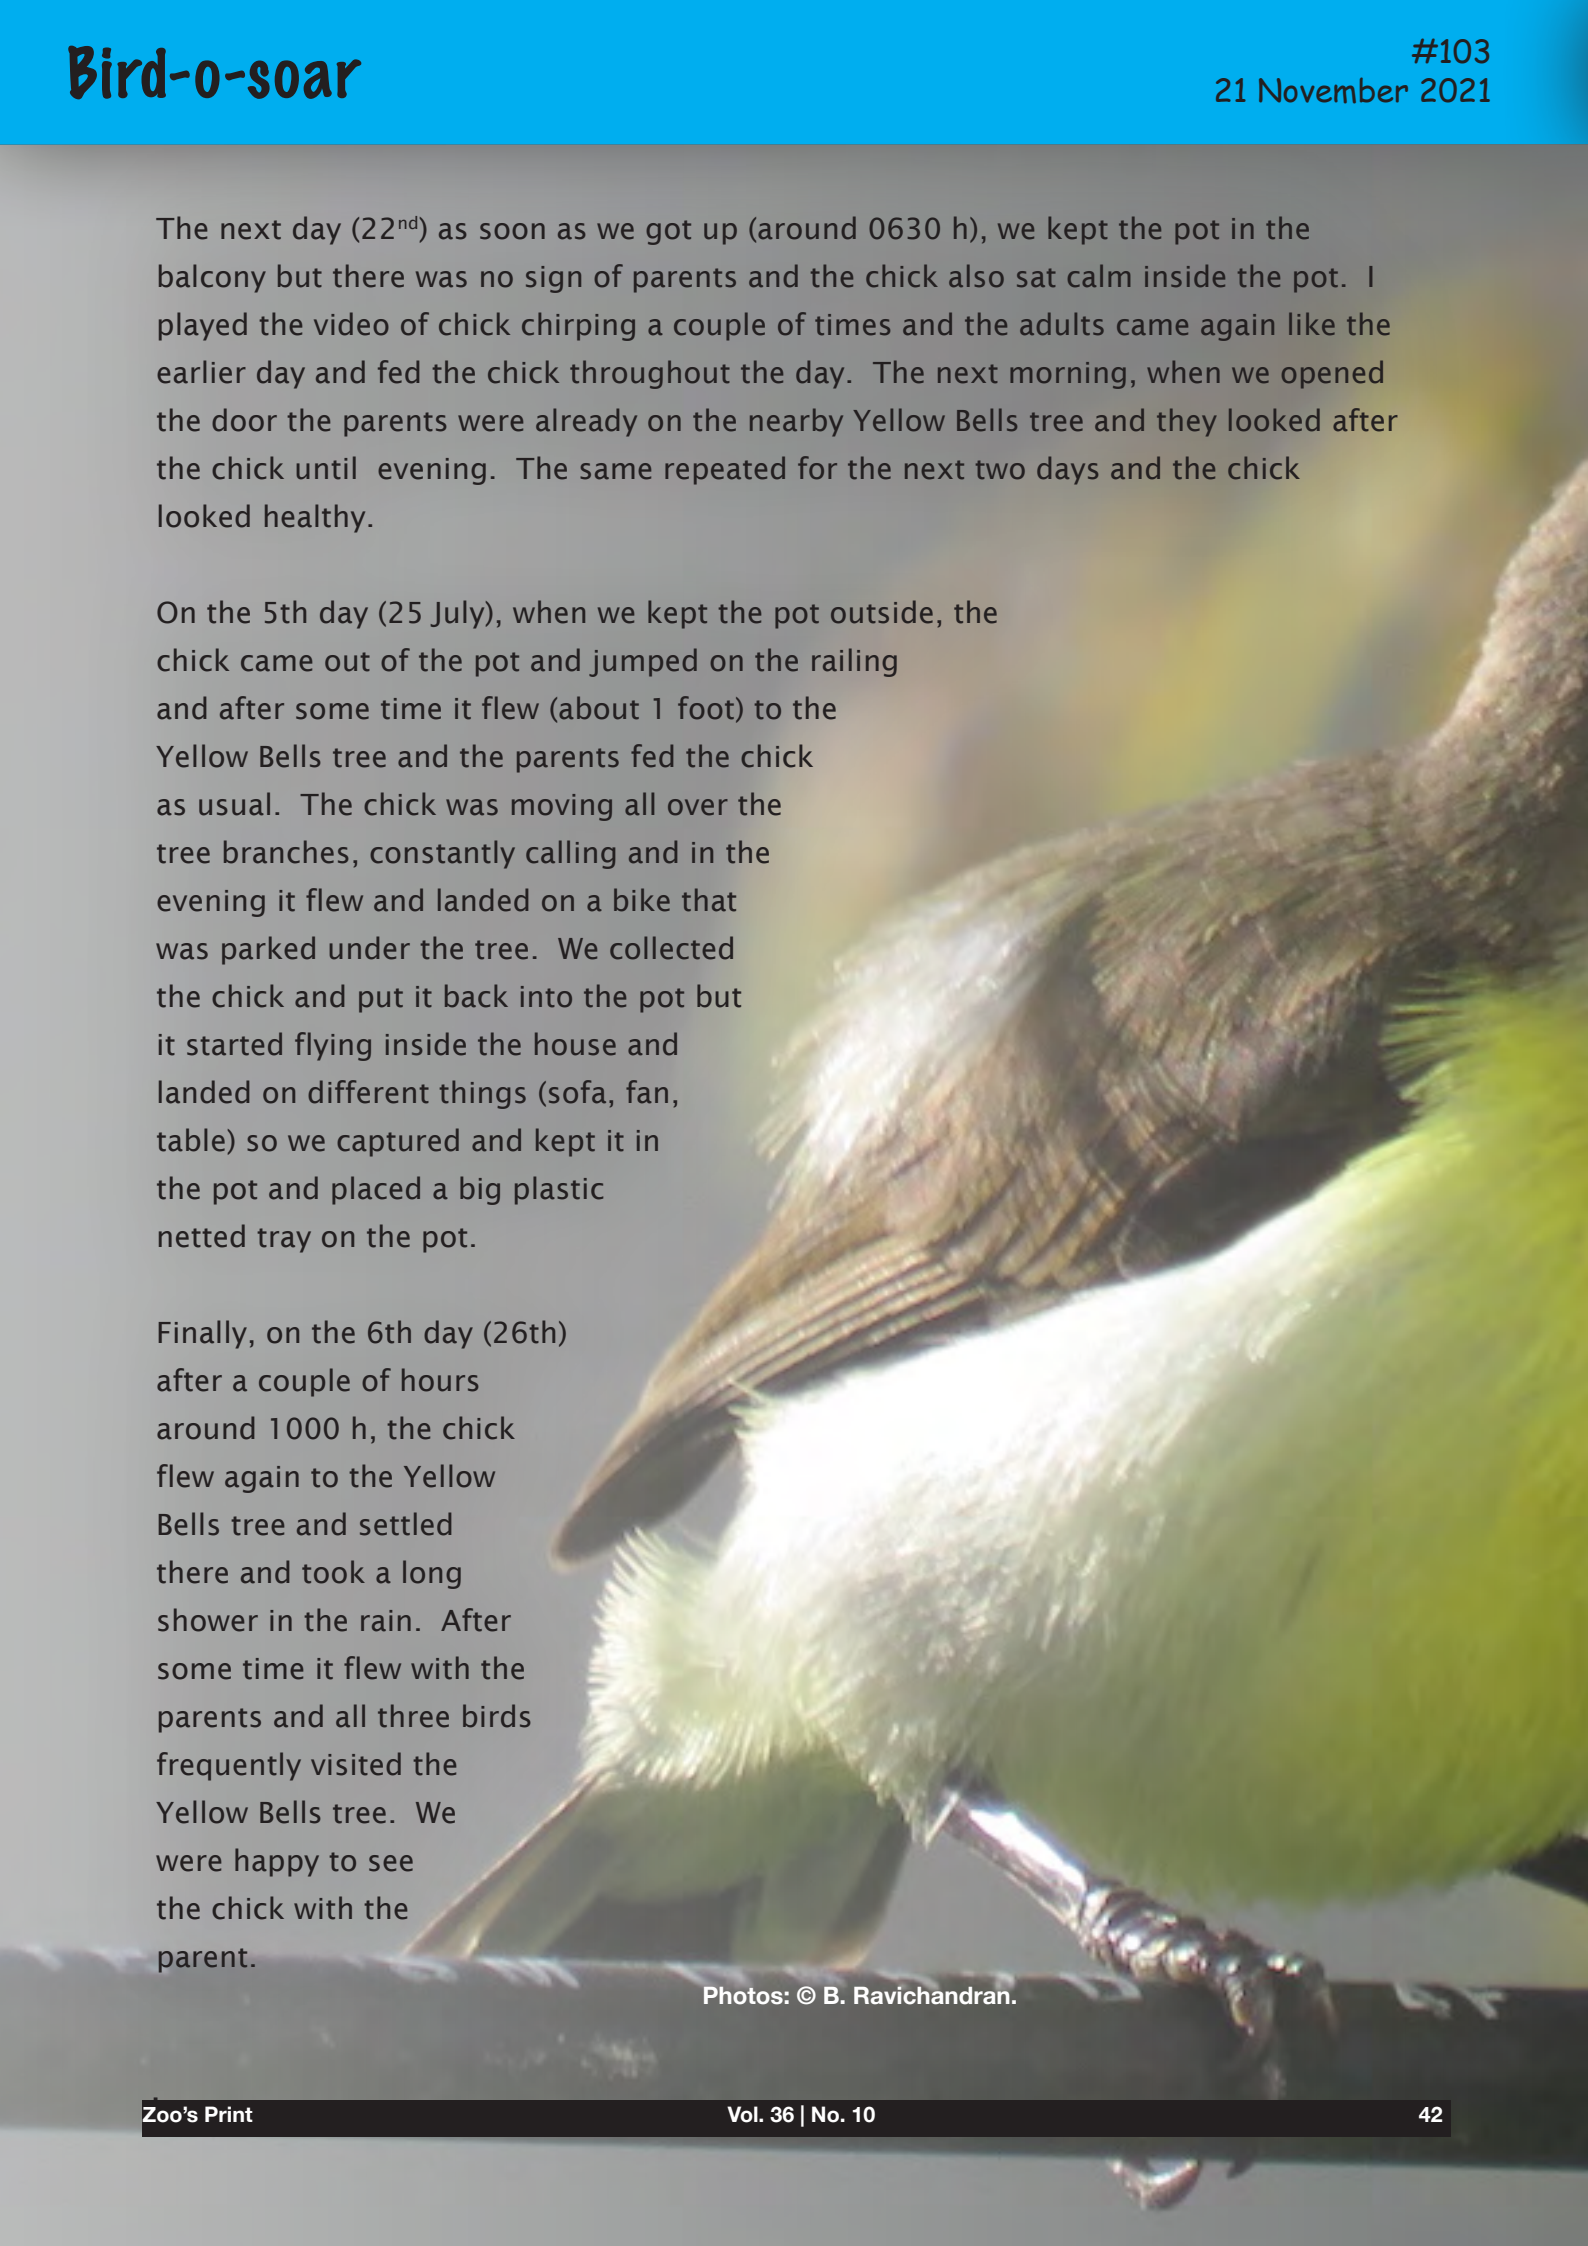 Bird-o-soar
#103
21 November 2021
The next day (22nd) as soon as we got up (around 0630 h), we kept the pot in the
balcony but there was no sign of parents and the chick also sat calm inside the pot.  I
played the video of chick chirping a couple of times and the adults came again like the
earlier day and fed the chick throughout the day.  The next morning, when we opened
the door the parents were already on the nearby Yellow Bells tree and they looked after
the chick until  evening.  The same repeated for the next two days and the chick
looked healthy.
On the 5th day (25 July), when we kept the pot outside, the
chick came out of the pot and jumped on the railing
and after some time it flew (about 1 foot) to the
Yellow Bells tree and the parents fed the chick
as usual.  The chick was moving all over the
tree branches, constantly calling and in the
evening it flew and landed on a bike that
was parked under the tree.  We collected
the chick and put it back into the pot but
it started flying inside the house and
landed on different things (sofa, fan,
table) so we captured and kept it in
the pot and placed a big plastic
netted tray on the pot.
Finally, on the 6th day (26th)
after a couple of hours
around 1000 h, the chick
flew again to the Yellow
Bells tree and settled
there and took a long
shower in the rain.  After
some time it flew with the
parents and all three birds
frequently visited the
Yellow Bells tree.  We
were happy to see
the chick with the
parent.
Photos: © B. Ravichandran.
Zoo’s Print
Vol. 36 | No. 10
42